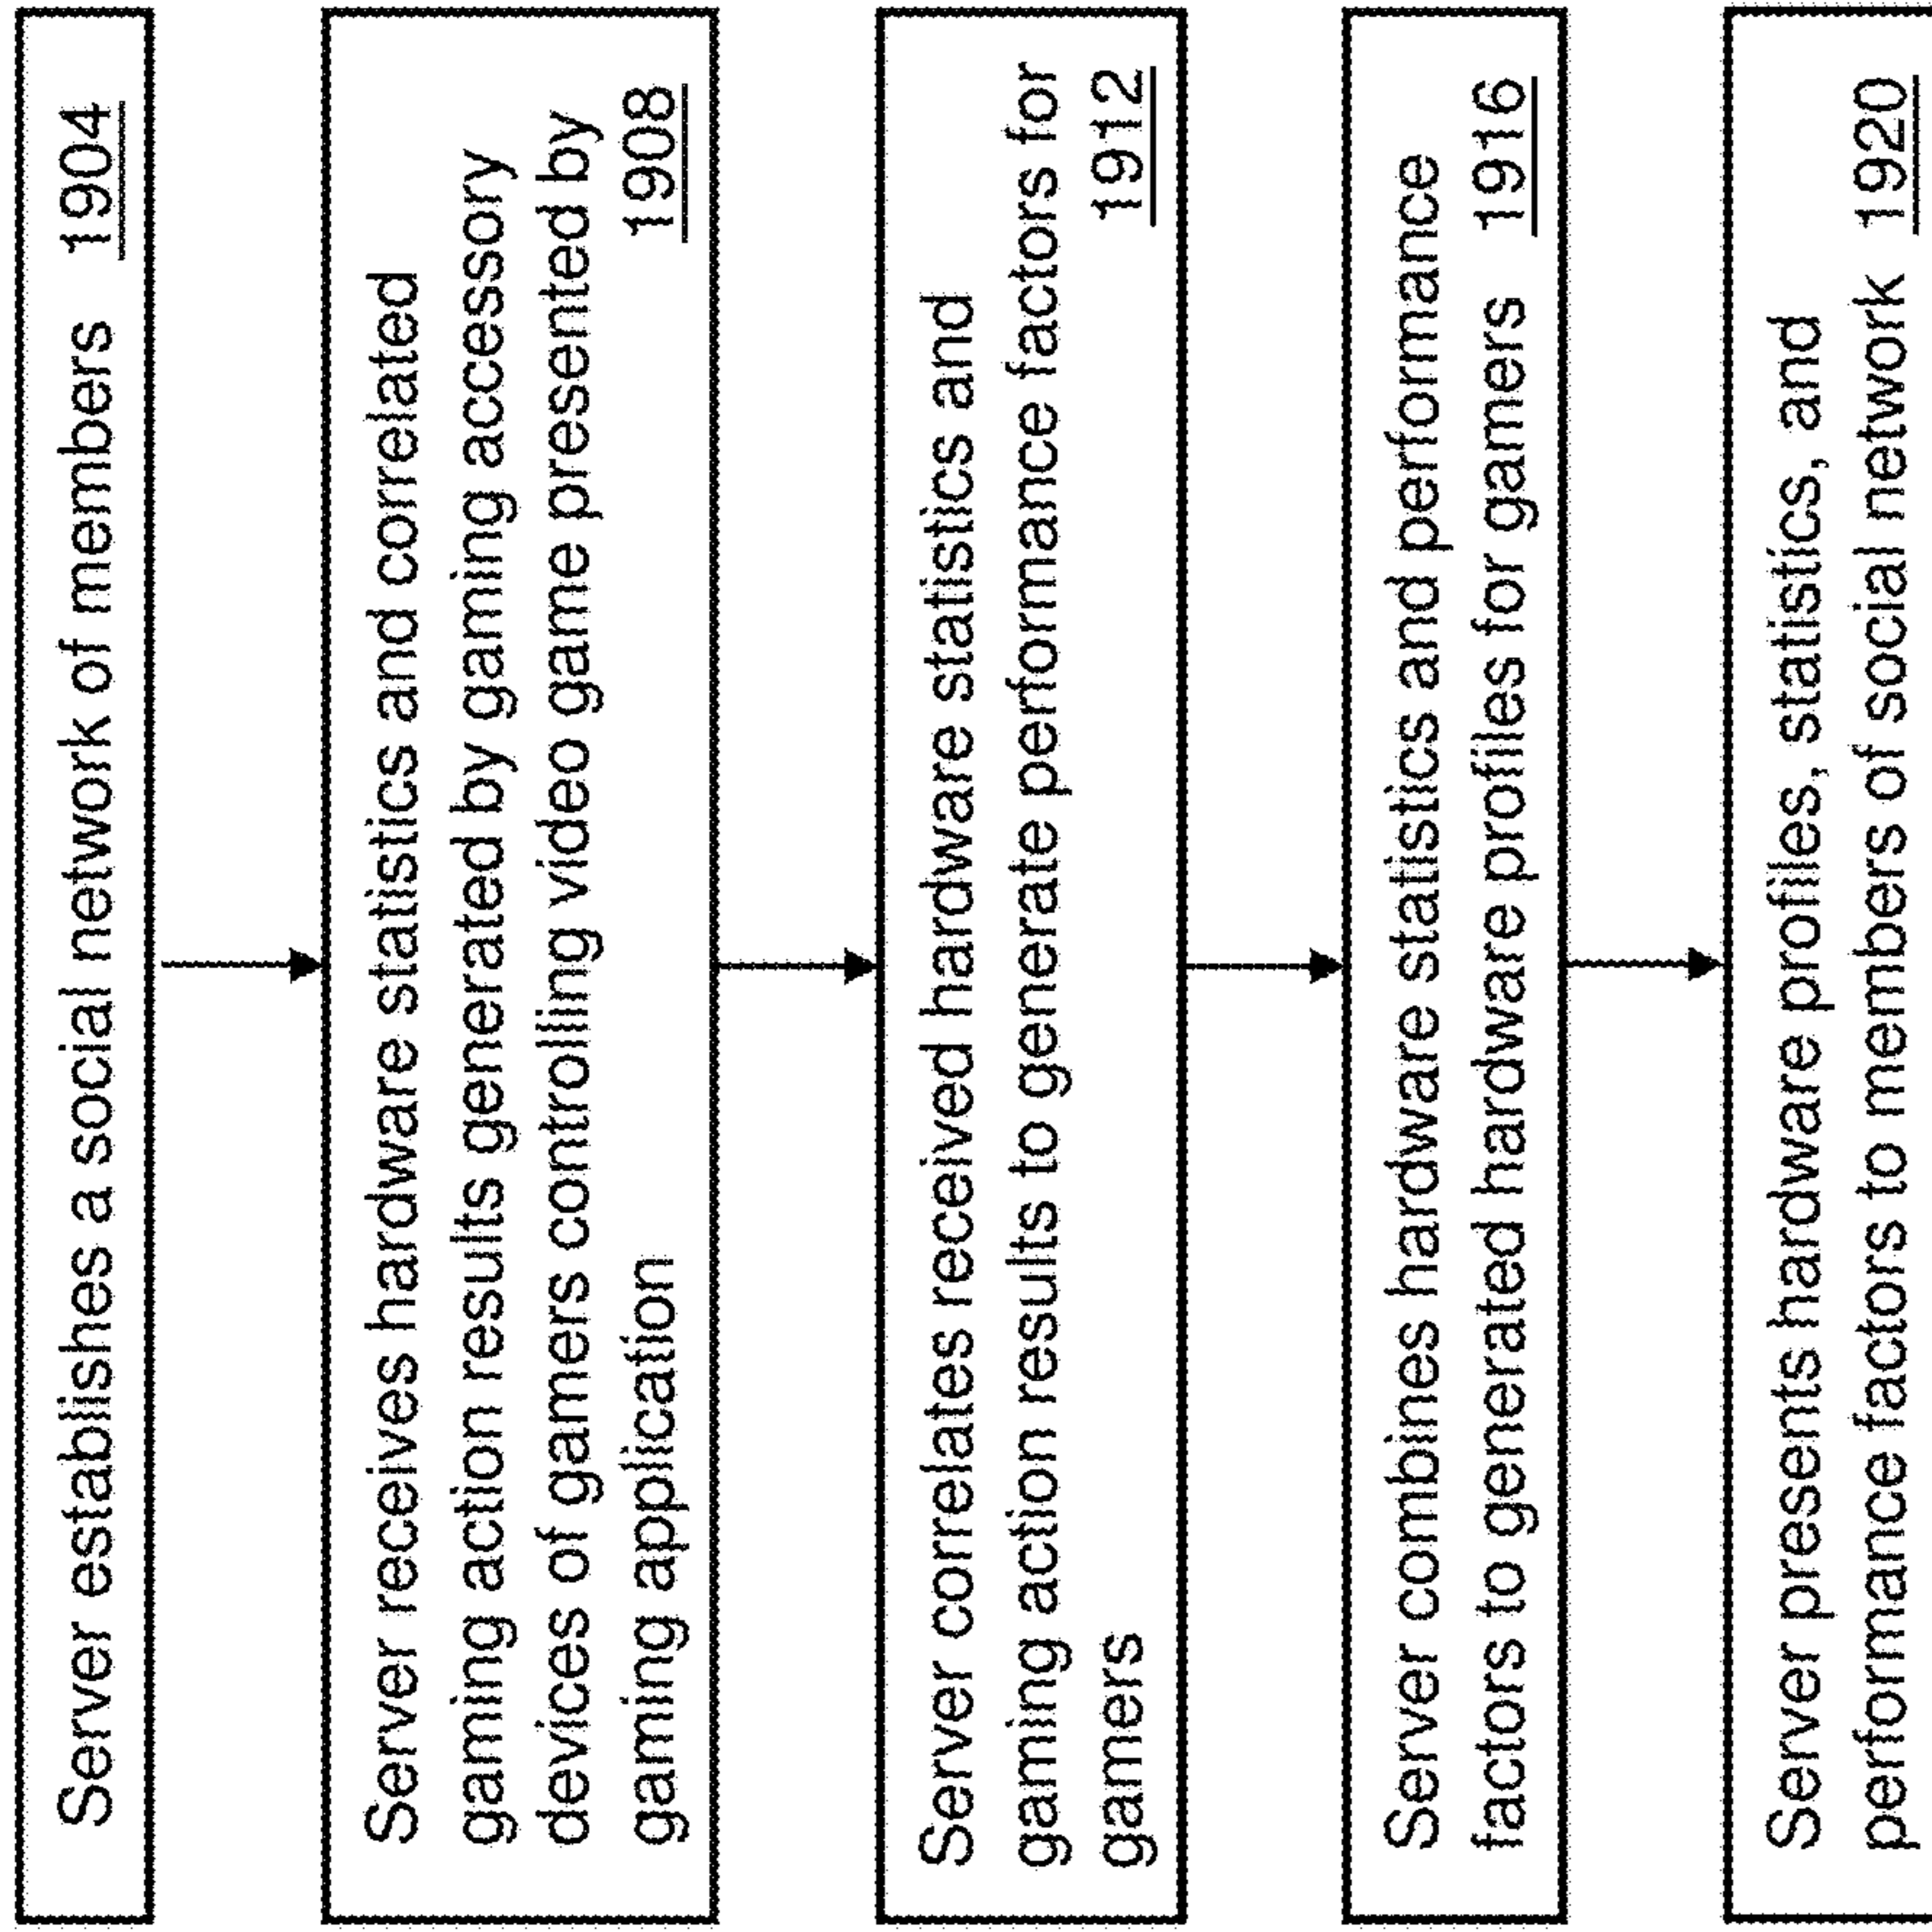 Server establishes a social network of members 1904
Server receives hardware statistics and correlated
gaming action results generated by gaming accessory
devices of gamers controlling video game presented by
gaming application 1908
Server correlates received hardware statistics and
gaming action results to generate performance factors for
gamers 1912
Server combines hardware statistics and performance
factors to generated hardware profiles for gamers 1916
Server presents hardware profiles, statistics, and
performance factors to members of social network 1920